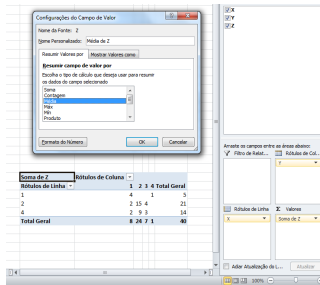 Configurações do Campo de Valor
Nome da Fonte: Z
Nome Personalizado: Média de Z
Resumir Valores por
Mostrar Valores como
Resumir campo de valor por
Escolha o tipo de cálculo que deseja usar para resumir
os dados do campo selecionado
Soma
Contagem
Média
Máx
Mín
Produto
Formato do Número
OK
Cancelar
X
Y
Z
Arraste os campos entre as áreas abaixo:
Filtro de Relat...
Rótulos de Col...
Y
Rótulos de Linha
Σ Valores
X
Soma de Z
Adiar Atualização do L...
Atualizar
100%
Soma de Z Rótulos de Coluna
Rótulos de Linha 1 2 3 4 Total Geral
1 4 1 5
2 2 15 4 21
4 2 9 3 14
Total Geral 8 24 7 1 40